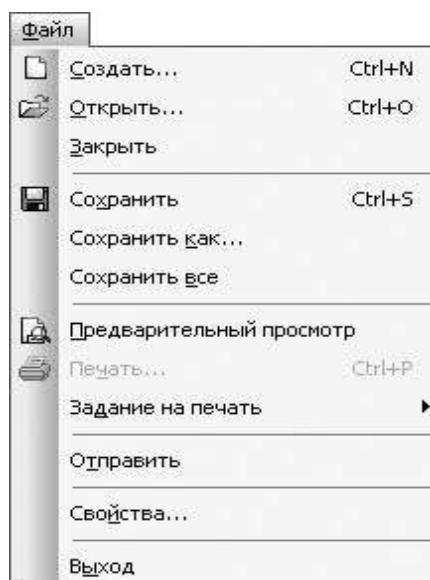 Файл
Создать... Ctrl+N
Открыть... Ctrl+O
Закрыть
Сохранить Ctrl+S
Сохранить как...
Сохранить все
Предварительный просмотр
Печать... Ctrl+P
Задание на печать
Отправить
Свойства...
Выход